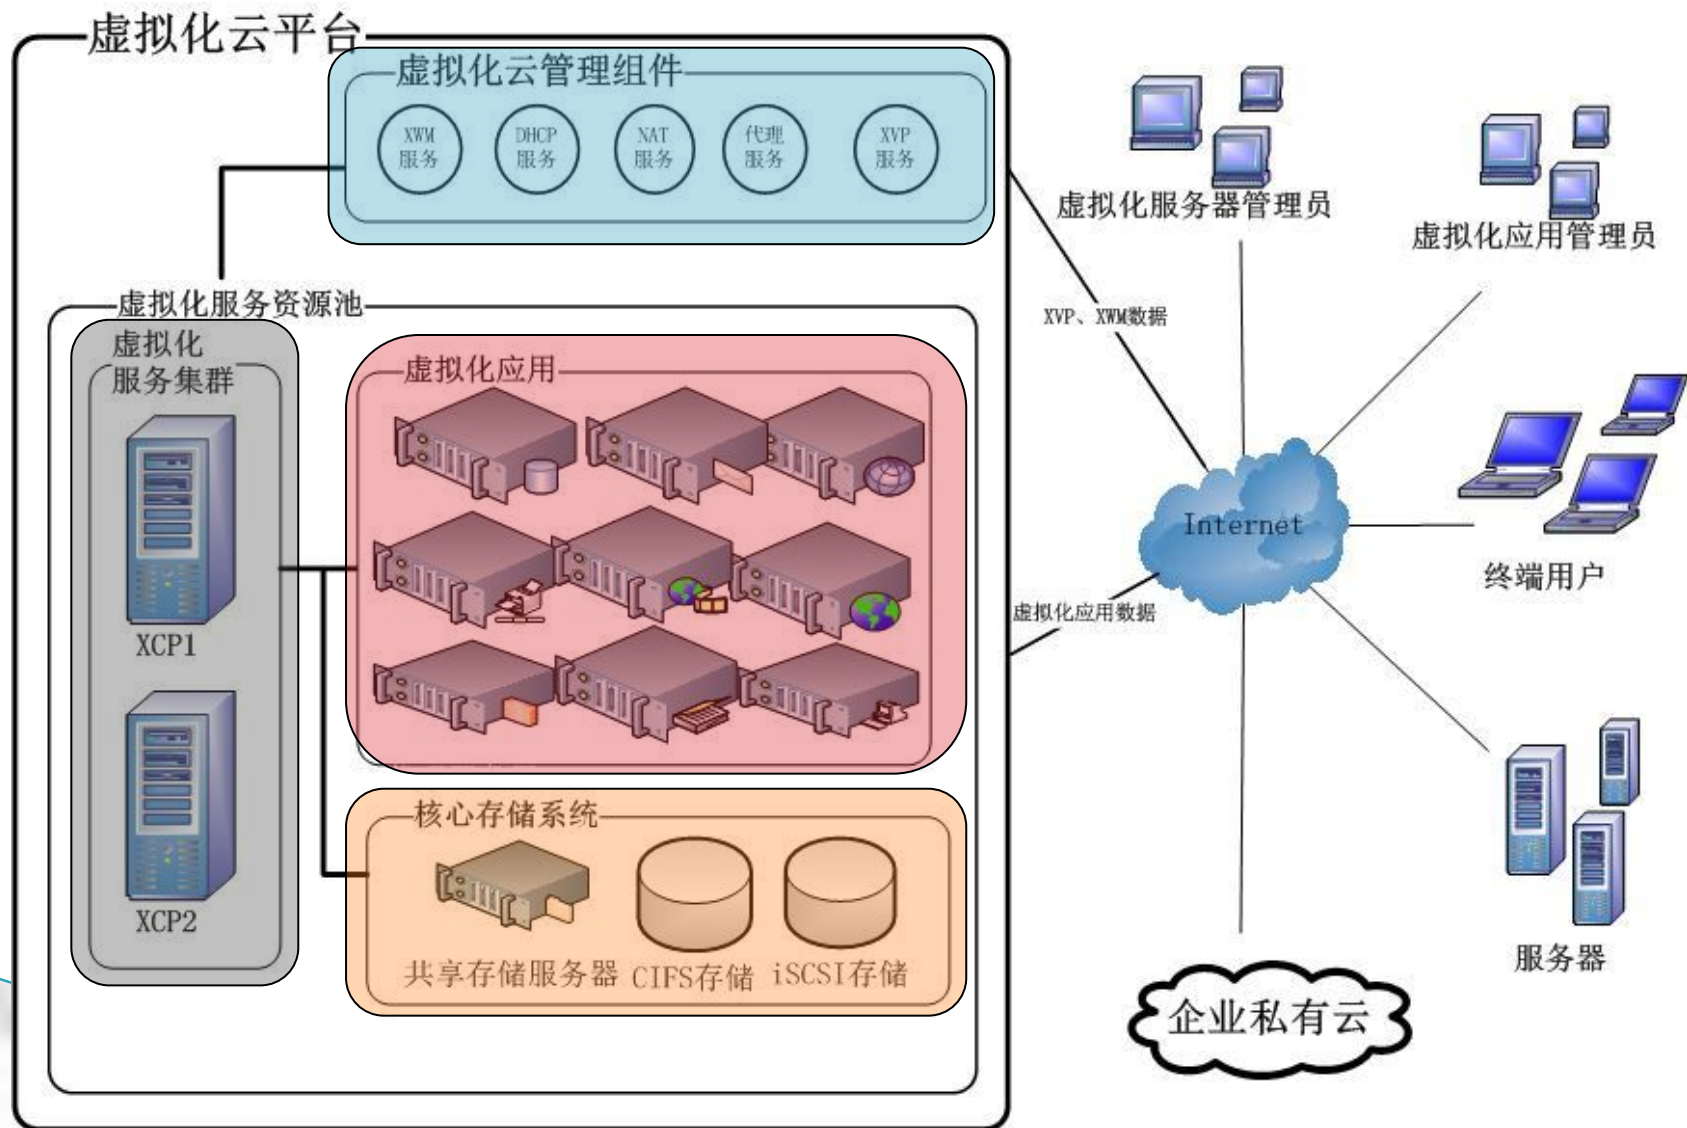 虚拟化云平台
虚拟化云管理组件
XWM
服务
DHCP
服务
NAT
服务
代理
服务
XVP
服务
虚拟化服务资源池
虚拟化
服务集群
XCP1
XCP2
虚拟化应用
核心存储系统
共享存储服务器
CIFS存储
iSCSI存储
XVP、XWM数据
虚拟化应用数据
虚拟化服务器管理员
虚拟化应用管理员
Internet
终端用户
服务器
企业私有云